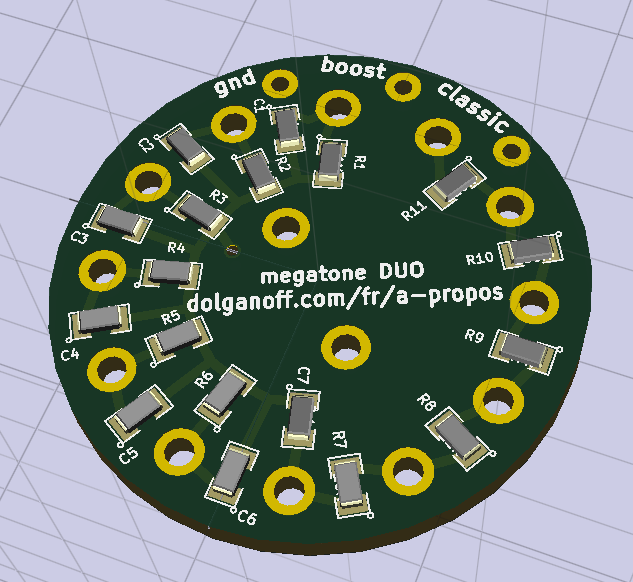 gnd boost classic
C1
C2
R2
R1
R11
R3
C3
R4
R10
megatone DUO
dolganoff.com/fr/a-propos
C4
R5
R9
R6
C7
R8
C5
R7
C6